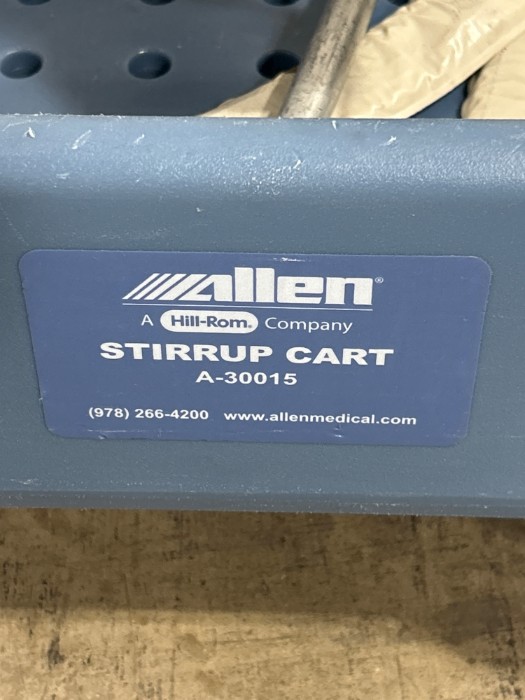 Allen®
A Hill-Rom® Company
STIRRUP CART
A-30015
(978) 266-4200 www.allenmedical.com